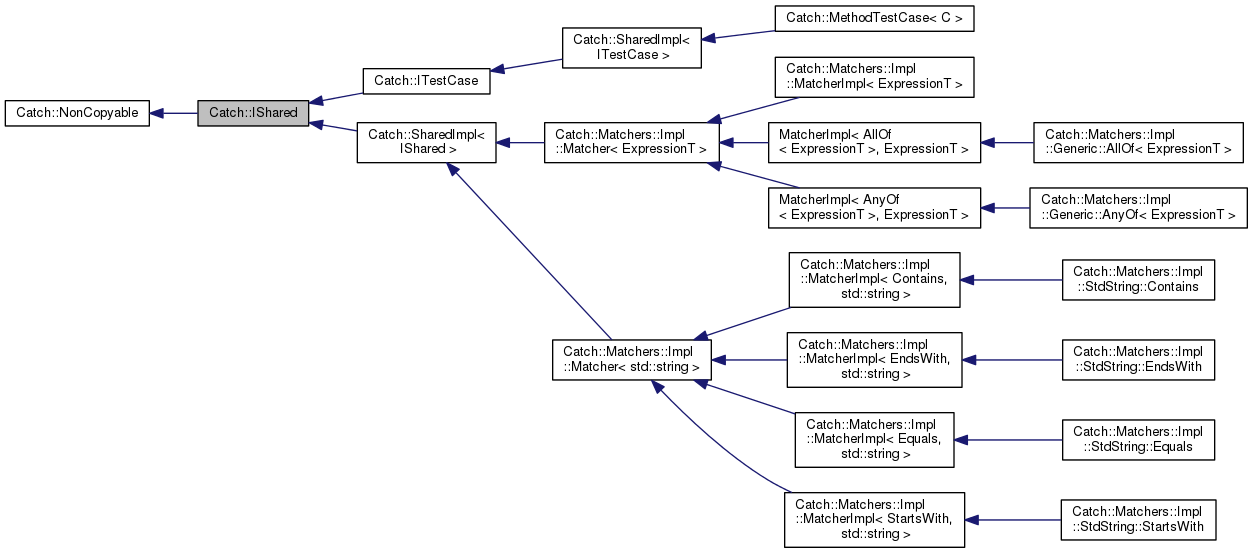 Catch::MethodTestCase< C >
Catch::SharedImpl<
ITestCase >
Catch::ITestCase
Catch::Matchers::Impl
::MatcherImpl< ExpressionT >
Catch::NonCopyable
Catch::IShared
Catch::SharedImpl<
IShared >
Catch::Matchers::Impl
::Matcher< ExpressionT >
MatcherImpl< AllOf
< ExpressionT >, ExpressionT >
Catch::Matchers::Impl
::Generic::AllOf< ExpressionT >
MatcherImpl< AnyOf
< ExpressionT >, ExpressionT >
Catch::Matchers::Impl
::Generic::AnyOf< ExpressionT >
Catch::Matchers::Impl
::MatcherImpl< Contains,
std::string >
Catch::Matchers::Impl
::StdString::Contains
Catch::Matchers::Impl
::Matcher< std::string >
Catch::Matchers::Impl
::MatcherImpl< EndsWith,
std::string >
Catch::Matchers::Impl
::StdString::EndsWith
Catch::Matchers::Impl
::MatcherImpl< Equals,
std::string >
Catch::Matchers::Impl
::StdString::Equals
Catch::Matchers::Impl
::MatcherImpl< StartsWith,
std::string >
Catch::Matchers::Impl
::StdString::StartsWith